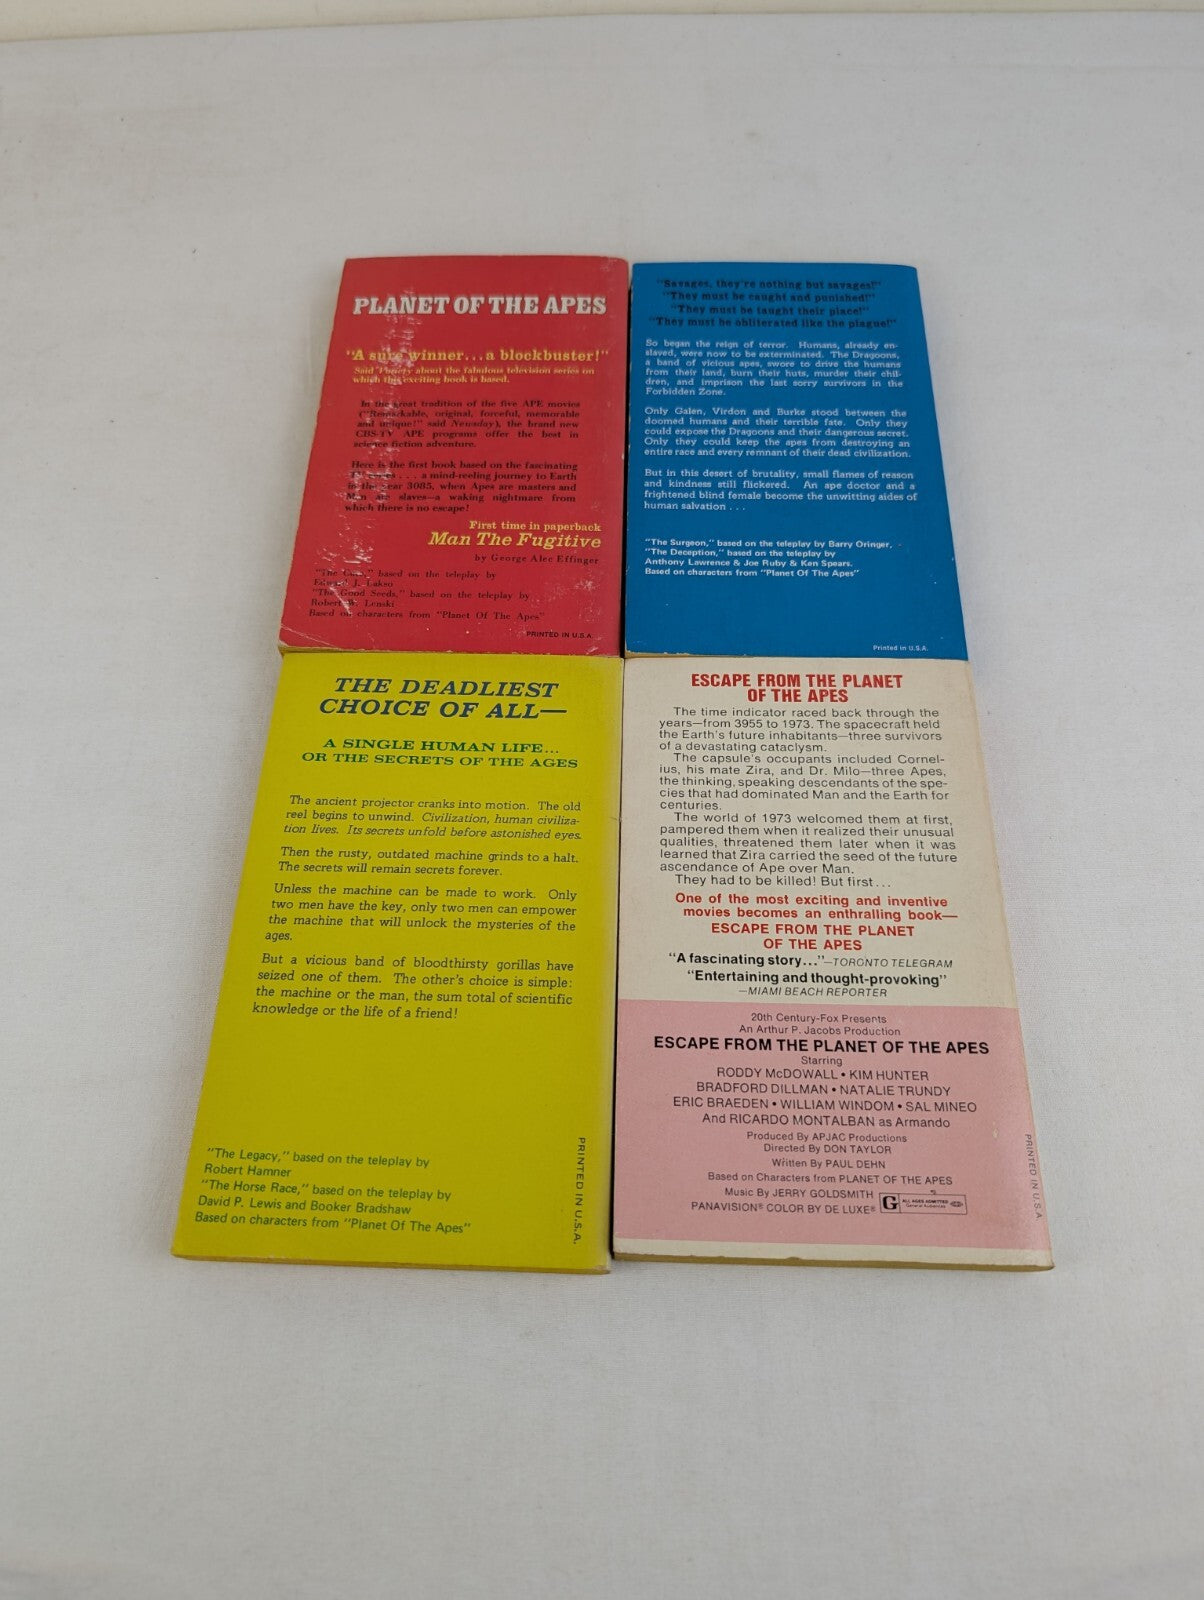 PLANET OF THE APES
"A sure winner...a blockbuster!"
Said Variety about the fabulous television series on
which this exciting book is based.
In the great tradition of the five APE movies
("Remarkable, original, forceful, memorable
and unique!" said Newsday), the brand new
CBS-TV APE programs offer the best in
science fiction adventure.
Here is the first book based on the fascinating
TV series . . . a mind-reeling journey to Earth
in the year 3085, when Apes are masters and
Man are slaves—a waking nightmare from
which there is no escape!
First time in paperback
Man The Fugitive
by George Alec Effinger
"The Cure," based on the teleplay by
Edward J. Lakso
"The Good Seeds," based on the teleplay by
Robert W. Lenski
Based on characters from "Planet Of The Apes"
PRINTED IN U.S.A.
"Savages, they're nothing but savages!"
"They must be caught and punished!"
"They must be taught their place!"
"They must be obliterated like the plague!"
So began the reign of terror. Humans, already en-
slaved, were now to be exterminated. The Dragoons,
a band of vicious apes, swore to drive the humans
from their land, burn their huts, murder their chil-
dren, and imprison the last sorry survivors in the
Forbidden Zone.
Only Galen, Virdon and Burke stood between the
doomed humans and their terrible fate. Only they
could expose the Dragoons and their dangerous secret.
Only they could keep the apes from destroying an
entire race and every remnant of their dead civilization.
But in this desert of brutality, small flames of reason
and kindness still flickered. An ape doctor and a
frightened blind female become the unwitting aides of
human salvation . . .
"The Surgeon," based on the teleplay by Barry Oringer,
"The Deception," based on the teleplay by
Anthony Lawrence & Joe Ruby & Ken Spears.
Based on characters from "Planet Of The Apes"
Printed in U.S.A.
THE DEADLIEST
CHOICE OF ALL—
A SINGLE HUMAN LIFE...
OR THE SECRETS OF THE AGES
The ancient projector cranks into motion. The old
reel begins to unwind. Civilization, human civiliza-
tion lives. Its secrets unfold before astonished eyes.
Then the rusty, outdated machine grinds to a halt.
The secrets will remain secrets forever.
Unless the machine can be made to work. Only
two men have the key, only two men can empower
the machine that will unlock the mysteries of the
ages.
But a vicious band of bloodthirsty gorillas have
seized one of them. The other's choice is simple:
the machine or the man, the sum total of scientific
knowledge or the life of a friend!
"The Legacy," based on the teleplay by
Robert Hamner
"The Horse Race," based on the teleplay by
David P. Lewis and Booker Bradshaw
Based on characters from "Planet Of The Apes"
PRINTED IN U.S.A.
ESCAPE FROM THE PLANET
OF THE APES
The time indicator raced back through the
years—from 3955 to 1973. The spacecraft held
the Earth's future inhabitants—three survivors
of a devastating cataclysm.
The capsule's occupants included Cornel-
ius, his mate Zira, and Dr. Milo—three Apes,
the thinking, speaking descendants of the spe-
cies that had dominated Man and the Earth for
centuries.
The world of 1973 welcomed them at first,
pampered them when it realized their unusual
qualities, threatened them later when it was
learned that Zira carried the seed of the future
ascendance of Ape over Man.
They had to be killed! But first...
One of the most exciting and inventive
movies becomes an enthralling book—
ESCAPE FROM THE PLANET
OF THE APES
"A fascinating story..."—TORONTO TELEGRAM
"Entertaining and thought-provoking"
—MIAMI BEACH REPORTER
20th Century-Fox Presents
An Arthur P. Jacobs Production
ESCAPE FROM THE PLANET OF THE APES
Starring
RODDY McDOWALL • KIM HUNTER
BRADFORD DILLMAN • NATALIE TRUNDY
ERIC BRAEDEN • WILLIAM WINDOM • SAL MINEO
And RICARDO MONTALBAN as Armando
Produced By APJAC Productions
Directed By DON TAYLOR
Written By PAUL DEHN
Based on Characters from PLANET OF THE APES
Music By JERRY GOLDSMITH
PANAVISION® COLOR BY DE LUXE®
G ALL AGES ADMITTED
General Audiences
PRINTED IN U.S.A.